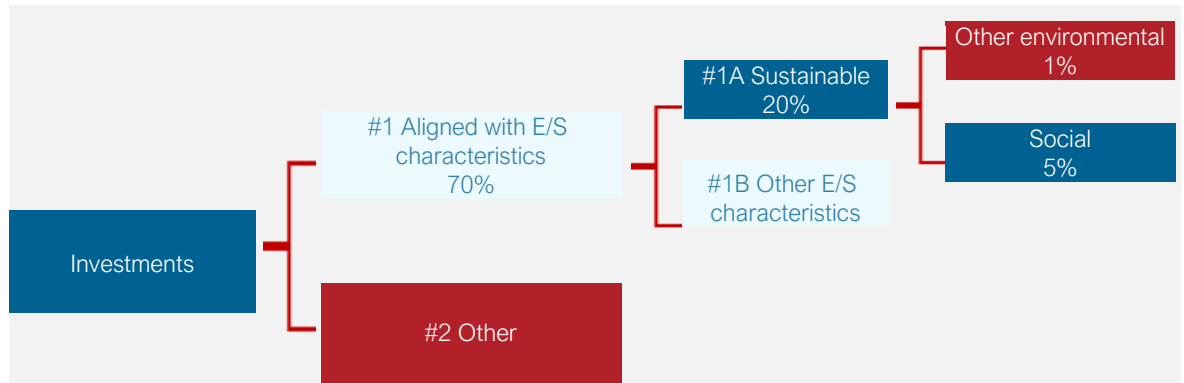 Investments
#1 Aligned with E/S
characteristics
70%
#2 Other
#1A Sustainable
20%
#1B Other E/S
characteristics
Other environmental
1%
Social
5%